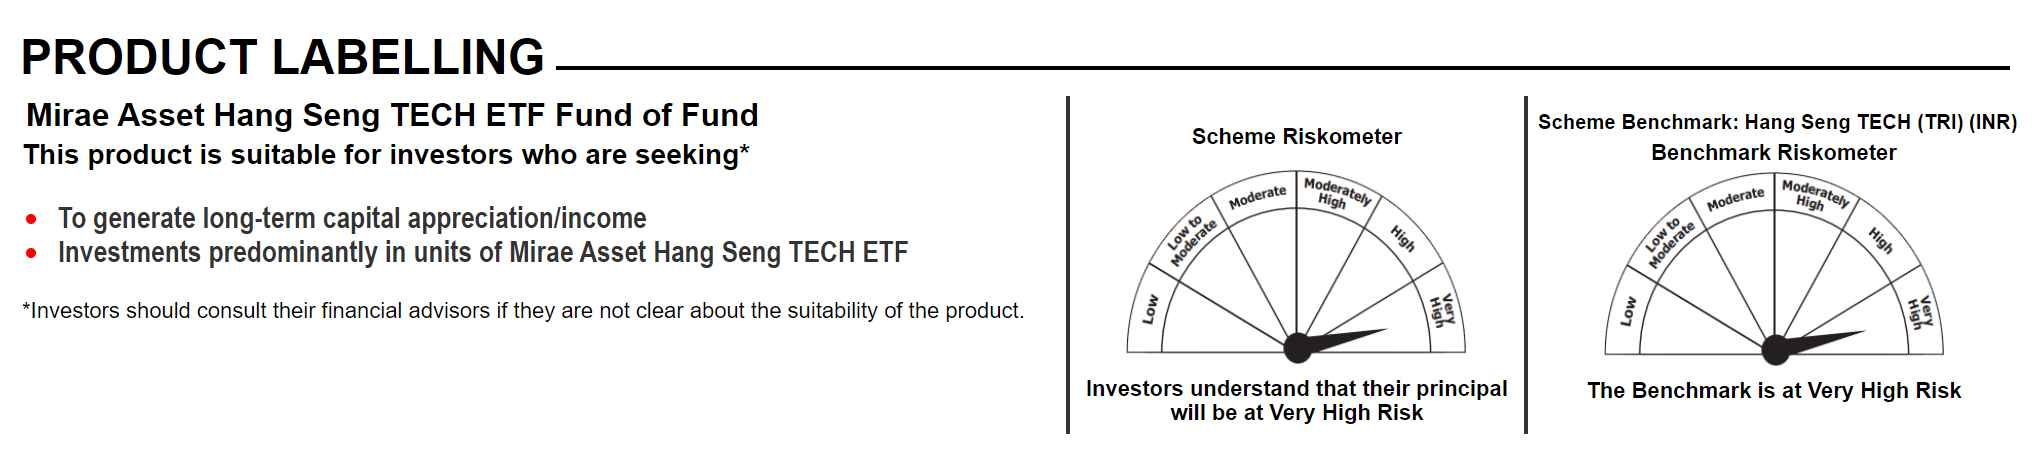 PRODUCT LABELLING
Mirae Asset Hang Seng TECH ETF Fund of Fund
This product is suitable for investors who are seeking*
• To generate long-term capital appreciation/income
• Investments predominantly in units of Mirae Asset Hang Seng TECH ETF
*Investors should consult their financial advisors if they are not clear about the suitability of the product.
Scheme Riskometer
Low
Low to
Moderate
Moderate
Moderately
High
High
Very
High
Investors understand that their principal
will be at Very High Risk
Scheme Benchmark: Hang Seng TECH (TRI) (INR)
Benchmark Riskometer
Low
Low to
Moderate
Moderate
Moderately
High
High
Very
High
The Benchmark is at Very High Risk